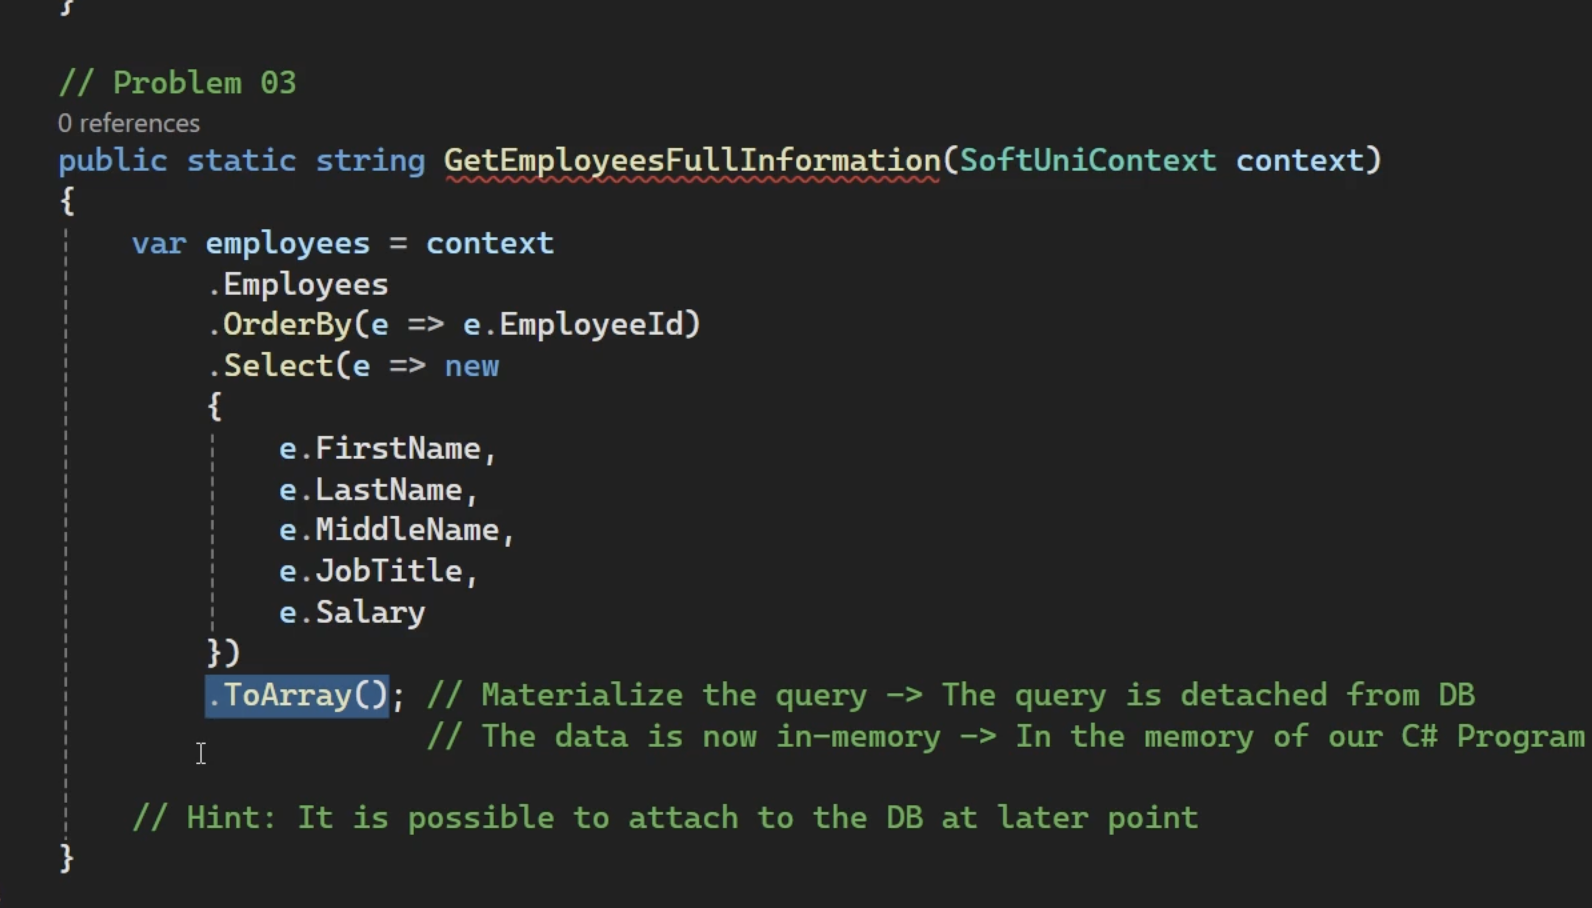 }
// Problem 03
0 references
public static string GetEmployeesFullInformation(SoftUniContext context)
{
var employees = context
.Employees
.OrderBy(e => e.EmployeeId)
.Select(e => new
{
e.FirstName,
e.LastName,
e.MiddleName,
e.JobTitle,
e.Salary
})
.ToArray(); // Materialize the query -> The query is detached from DB
// The data is now in-memory -> In the memory of our C# Program
// Hint: It is possible to attach to the DB at later point
}